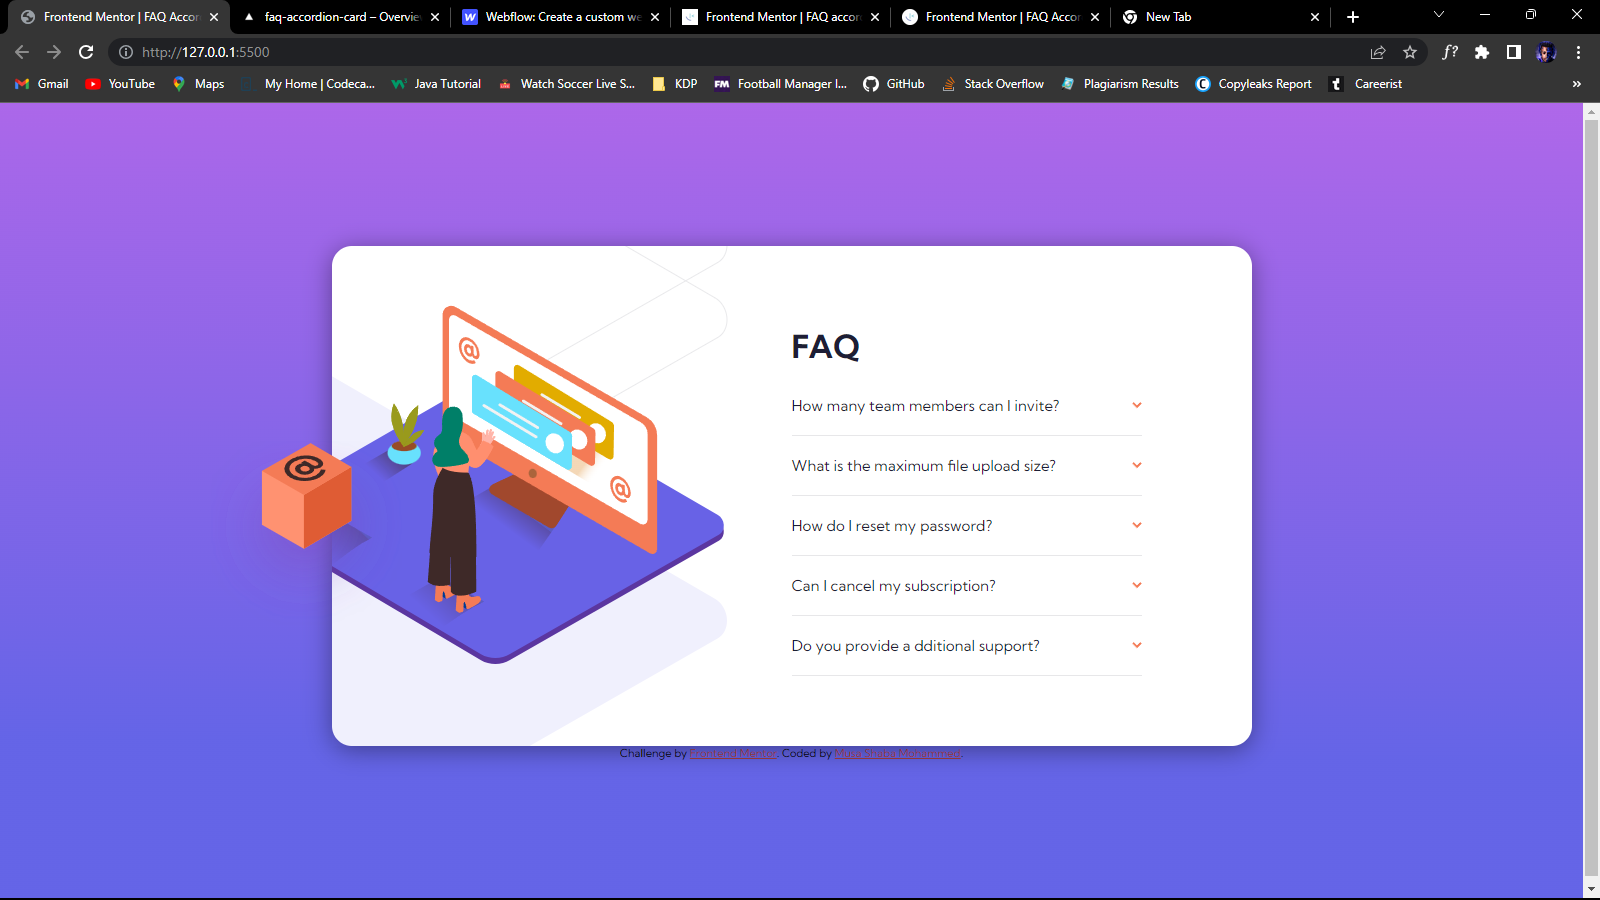 Frontend Mentor | FAQ Accor
faq-accordion-card – Overvie
Webflow: Create a custom we
Frontend Mentor | FAQ accor
Frontend Mentor | FAQ Accor
New Tab
http://127.0.0.1:5500
f?
Gmail
YouTube
Maps
My Home | Codeca...
Java Tutorial
Watch Soccer Live S...
KDP
FM Football Manager I...
GitHub
Stack Overflow
Plagiarism Results
Copyleaks Report
Careerist
»
FAQ
How many team members can I invite?
What is the maximum file upload size?
How do I reset my password?
Can I cancel my subscription?
Do you provide a dditional support?
@
@
@
Challenge by Frontend Mentor. Coded by Musa Sheba Mohammed.